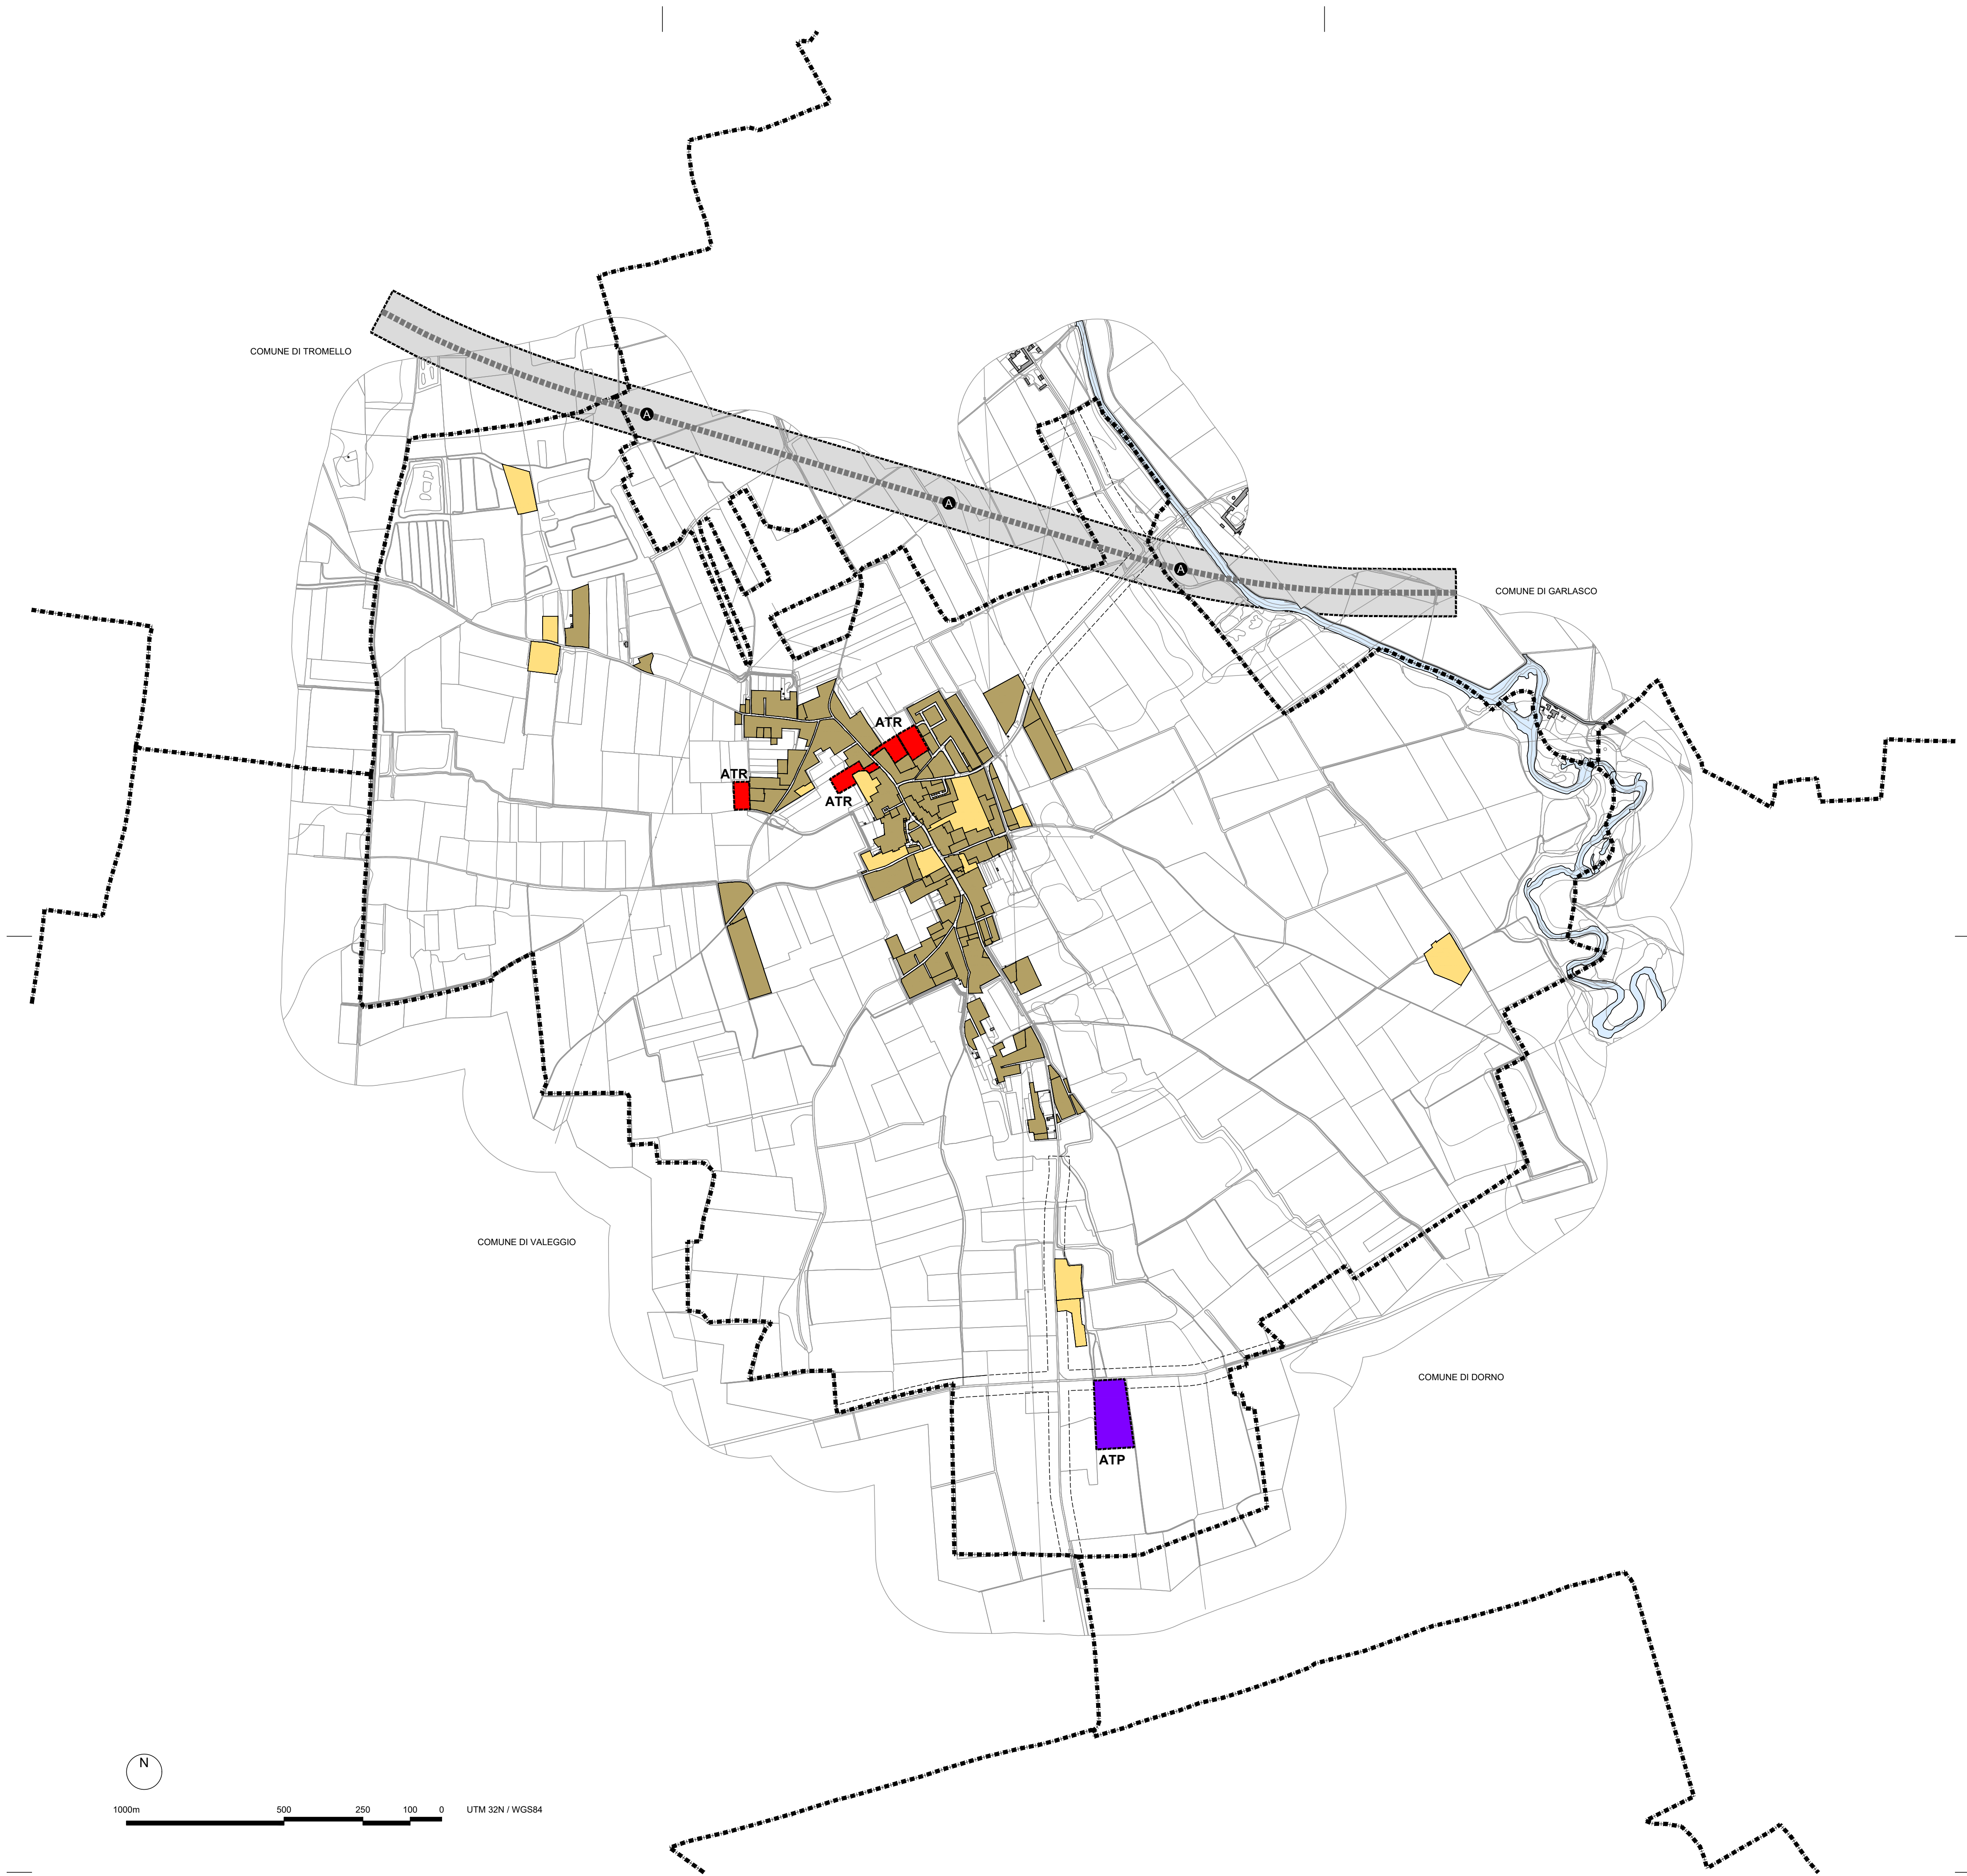 COMUNE DI TROMELLO
A
A
A
COMUNE DI GARLASCO
ATR
ATR
ATR
COMUNE DI VALEGGIO
COMUNE DI DORNO
ATP
N
1000m 500 250 100 0 UTM 32N / WGS84